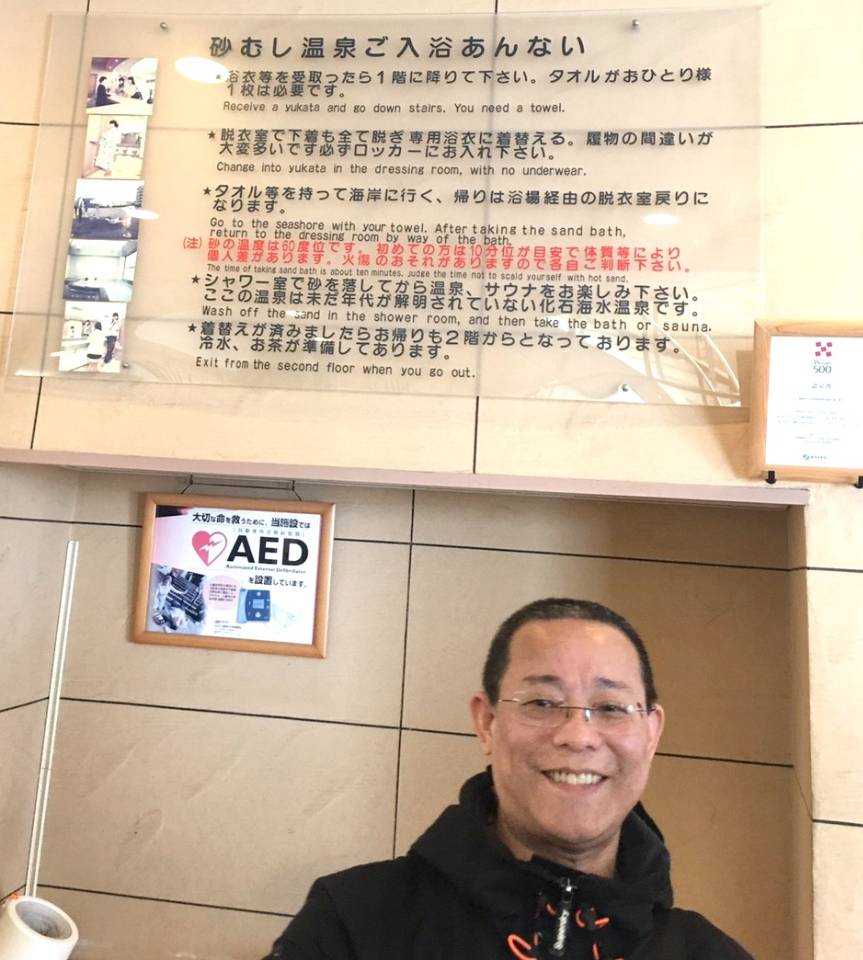 砂むし温泉ご入浴あんない
★浴衣等を受取ったら1階に降りて下さい。タオルがおひとり様
1枚は必要です。
Receive a yukata and go down stairs. You need a towel.
★脱衣室で下着も全て脱ぎ専用浴衣に着替える。履物の間違いが
大変多いです必ずロッカーにお入れ下さい。
Change into yukata in the dressing room, with no underwear.
★タオル等を持って海岸に行く、帰りは浴場経由の脱衣室戻りに
なります。
Go to the seashore with your towel. After taking the sand bath,
return to the dressing room by way of the bath.
(注)砂の温度は60度位です。初めての方は10分位が目安で体質等により
個人差があります。火傷のおそれがありますので各自ご判断下さい。
The time of taking sand bath is about ten minutes. Judge the time not to scald yourself with hot sand.
★シャワー室で砂を落してから温泉、サウナをお楽しみ下さい。
ここの温泉は未だ年代が解明されていない化石海水温泉です。
Wash off the sand in the shower room, and then take the bath or sauna.
★着替えが済みましたらお帰りも2階からとなっております。
冷水、お茶が準備してあります。
Exit from the second floor when you go out.
500
大切な命を救うために、当施設では
AED
Automated External Defibrillator
を設置しています。